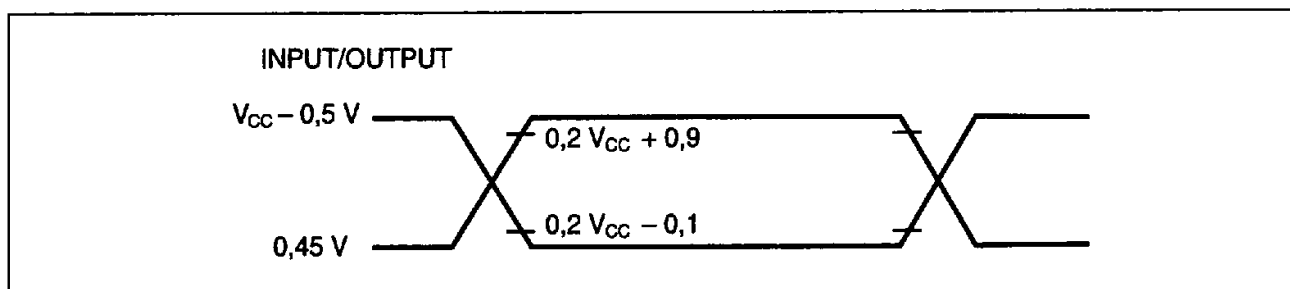 INPUT/OUTPUT
V_CC – 0,5 V
0,2 V_CC + 0,9
0,2 V_CC – 0,1
0,45 V